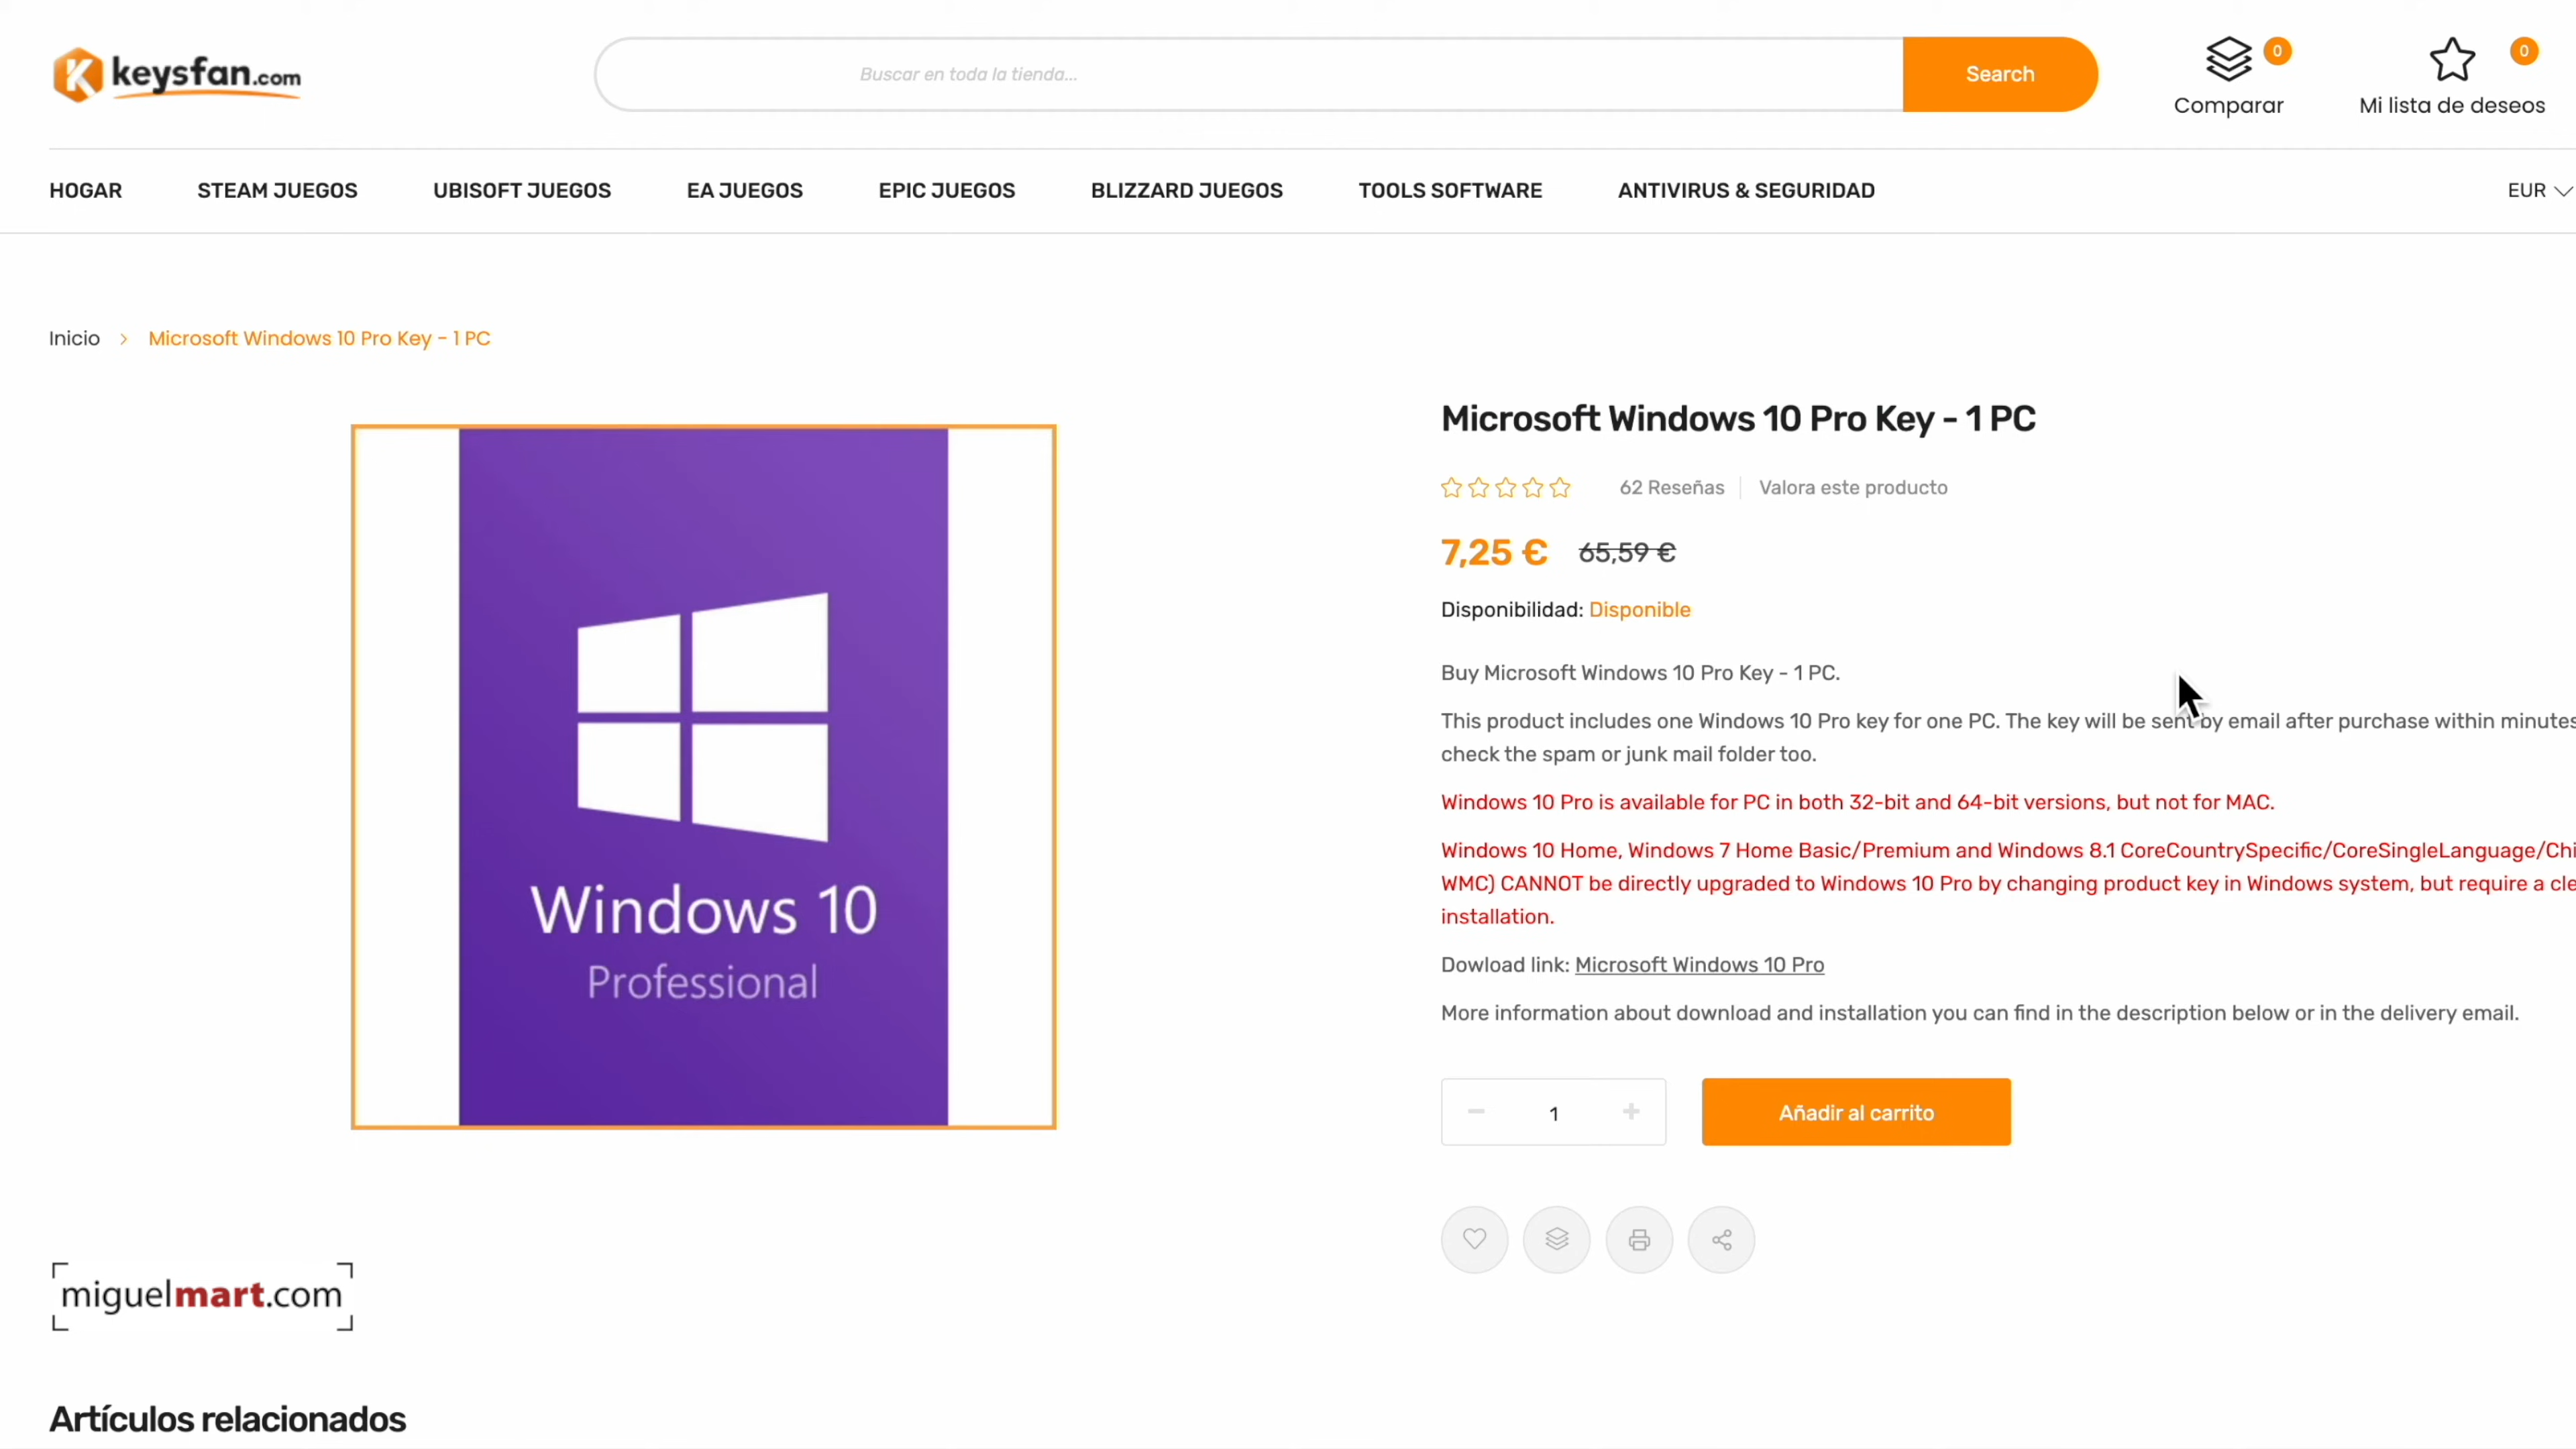 keysfan.com
Buscar en toda la tienda...
Search
0
Comparar
0
Mi lista de deseos
HOGAR
STEAM JUEGOS
UBISOFT JUEGOS
EA JUEGOS
EPIC JUEGOS
BLIZZARD JUEGOS
TOOLS SOFTWARE
ANTIVIRUS & SEGURIDAD
EUR
Inicio > Microsoft Windows 10 Pro Key - 1 PC
Windows 10
Professional
Microsoft Windows 10 Pro Key - 1 PC
62 Reseñas
Valora este producto
7,25 € 65,59 €
Disponibilidad: Disponible
Buy Microsoft Windows 10 Pro Key - 1 PC.
This product includes one Windows 10 Pro key for one PC. The key will be sent by email after purchase within minutes
check the spam or junk mail folder too.
Windows 10 Pro is available for PC in both 32-bit and 64-bit versions, but not for MAC.
Windows 10 Home, Windows 7 Home Basic/Premium and Windows 8.1 CoreCountrySpecific/CoreSingleLanguage/Chi
WMC) CANNOT be directly upgraded to Windows 10 Pro by changing product key in Windows system, but require a cle
installation.
Dowload link: Microsoft Windows 10 Pro
More information about download and installation you can find in the description below or in the delivery email.
− 1 +
Añadir al carrito
miguelmart.com
Artículos relacionados